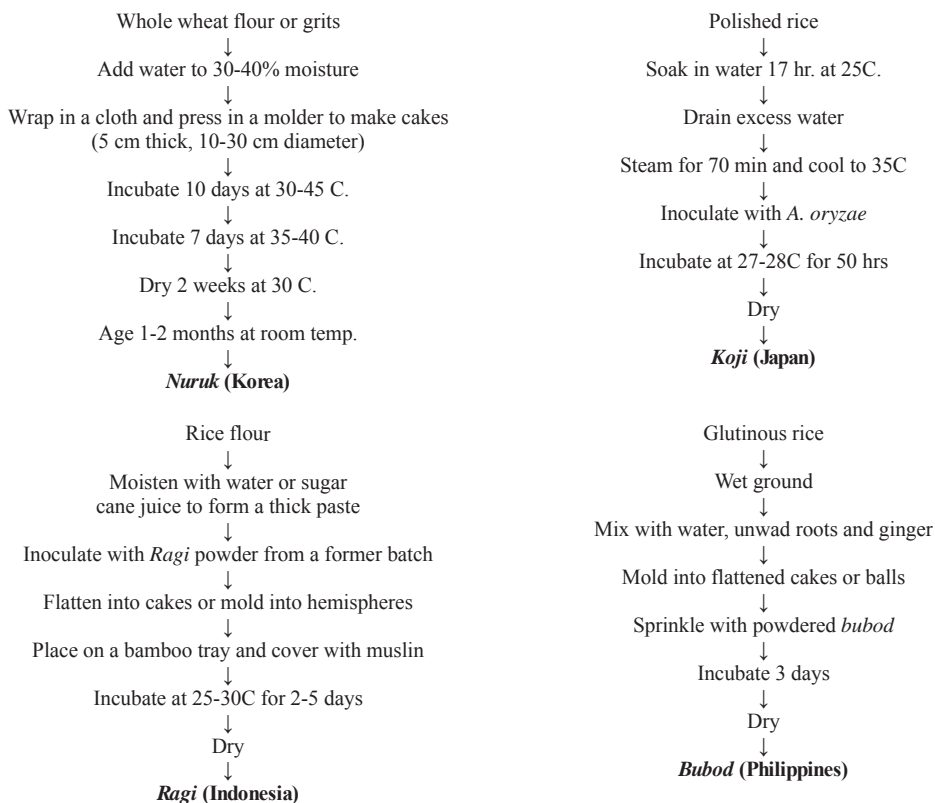 Whole wheat flour or grits
↓
Add water to 30-40% moisture
↓
Wrap in a cloth and press in a molder to make cakes
(5 cm thick, 10-30 cm diameter)
↓
Incubate 10 days at 30-45 C.
↓
Incubate 7 days at 35-40 C.
↓
Dry 2 weeks at 30 C.
↓
Age 1-2 months at room temp.
↓
Nuruk (Korea)
Polished rice
↓
Soak in water 17 hr. at 25C.
↓
Drain excess water
↓
Steam for 70 min and cool to 35C
↓
Inoculate with A. oryzae
↓
Incubate at 27-28C for 50 hrs
↓
Dry
↓
Koji (Japan)
Rice flour
↓
Moisten with water or sugar
cane juice to form a thick paste
↓
Inoculate with Ragi powder from a former batch
↓
Flatten into cakes or mold into hemispheres
↓
Place on a bamboo tray and cover with muslin
↓
Incubate at 25-30C for 2-5 days
↓
Dry
↓
Ragi (Indonesia)
Glutinous rice
↓
Wet ground
↓
Mix with water, unwad roots and ginger
↓
Mold into flattened cakes or balls
↓
Sprinkle with powdered bubod
↓
Incubate 3 days
↓
Dry
↓
Bubod (Philippines)